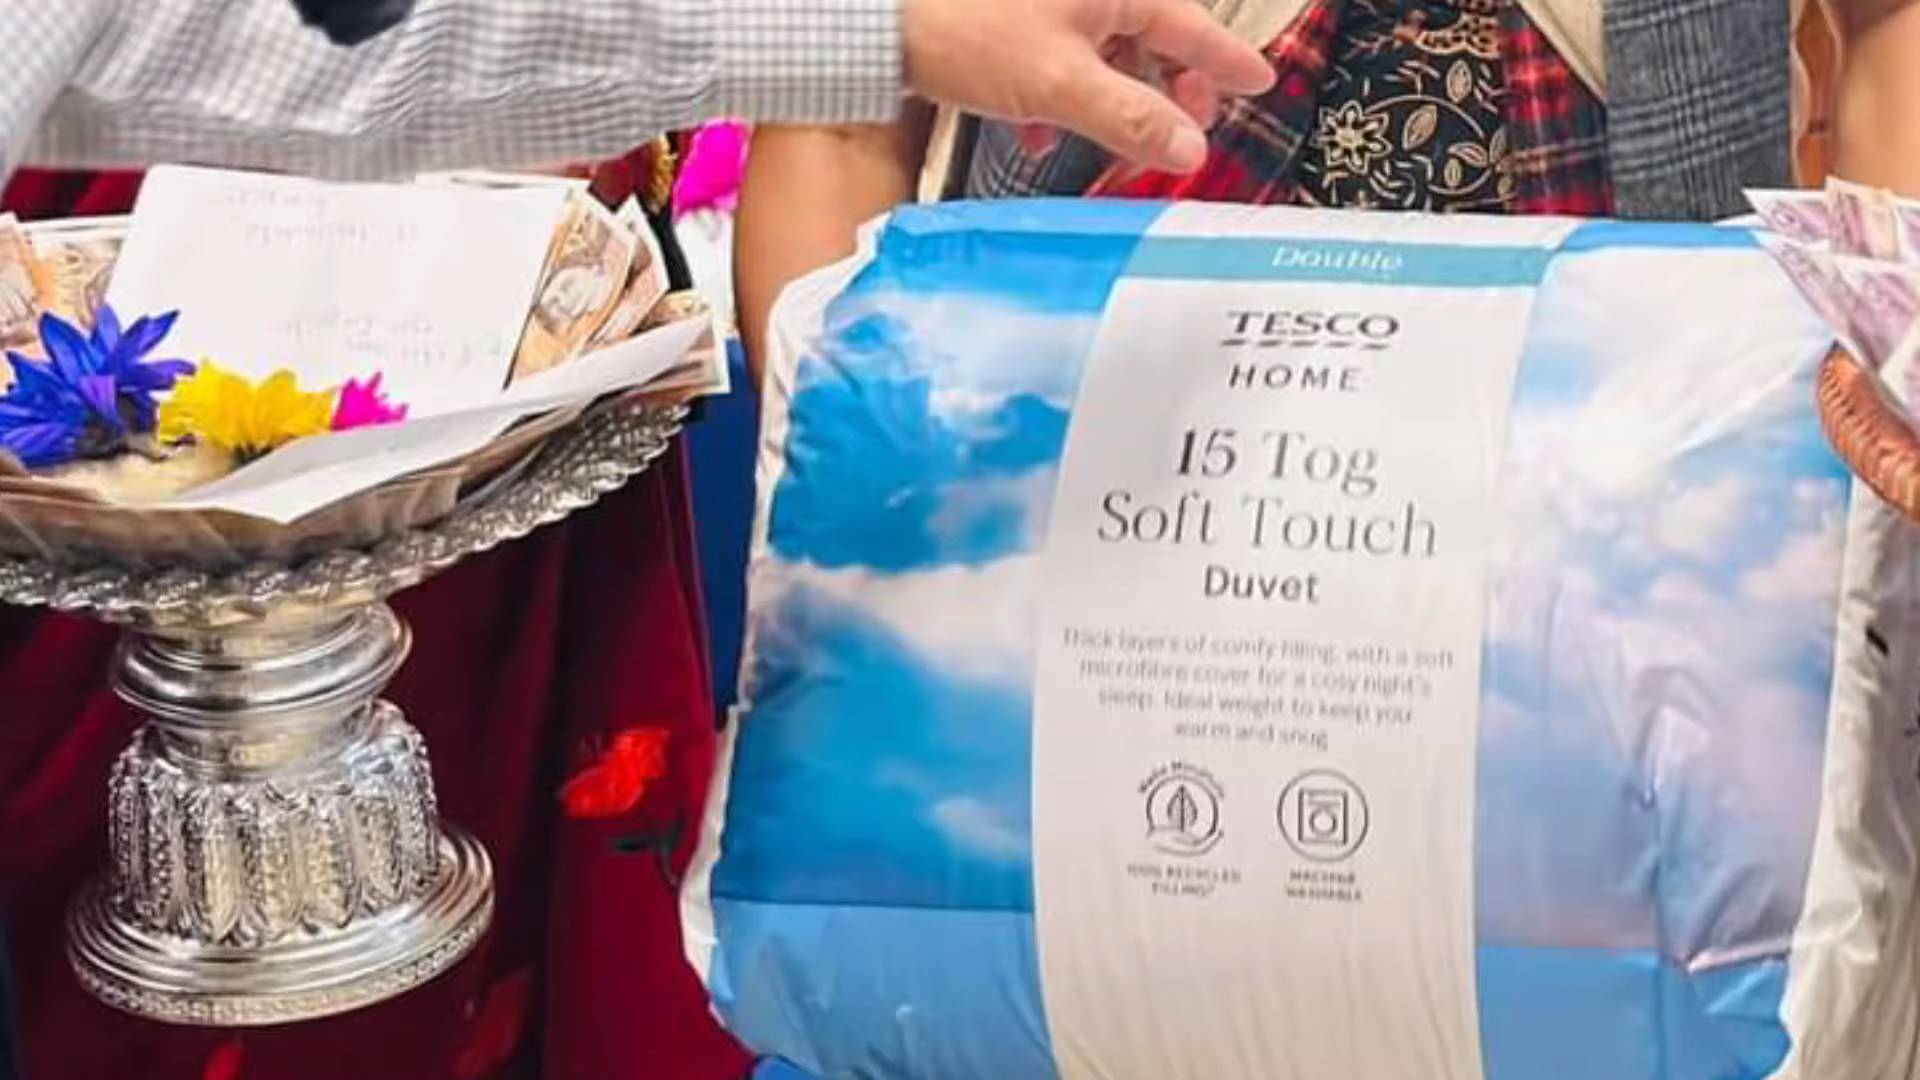 Double
TESCO
HOME
15 Tog
Soft Touch
Duvet
Thick layers of comfy filling, with a soft
microfibre cover for a cosy night's
sleep. Ideal weight to keep you
warm and snug
100% RECYCLED
FILLING*
MACHINE
WASHABLE